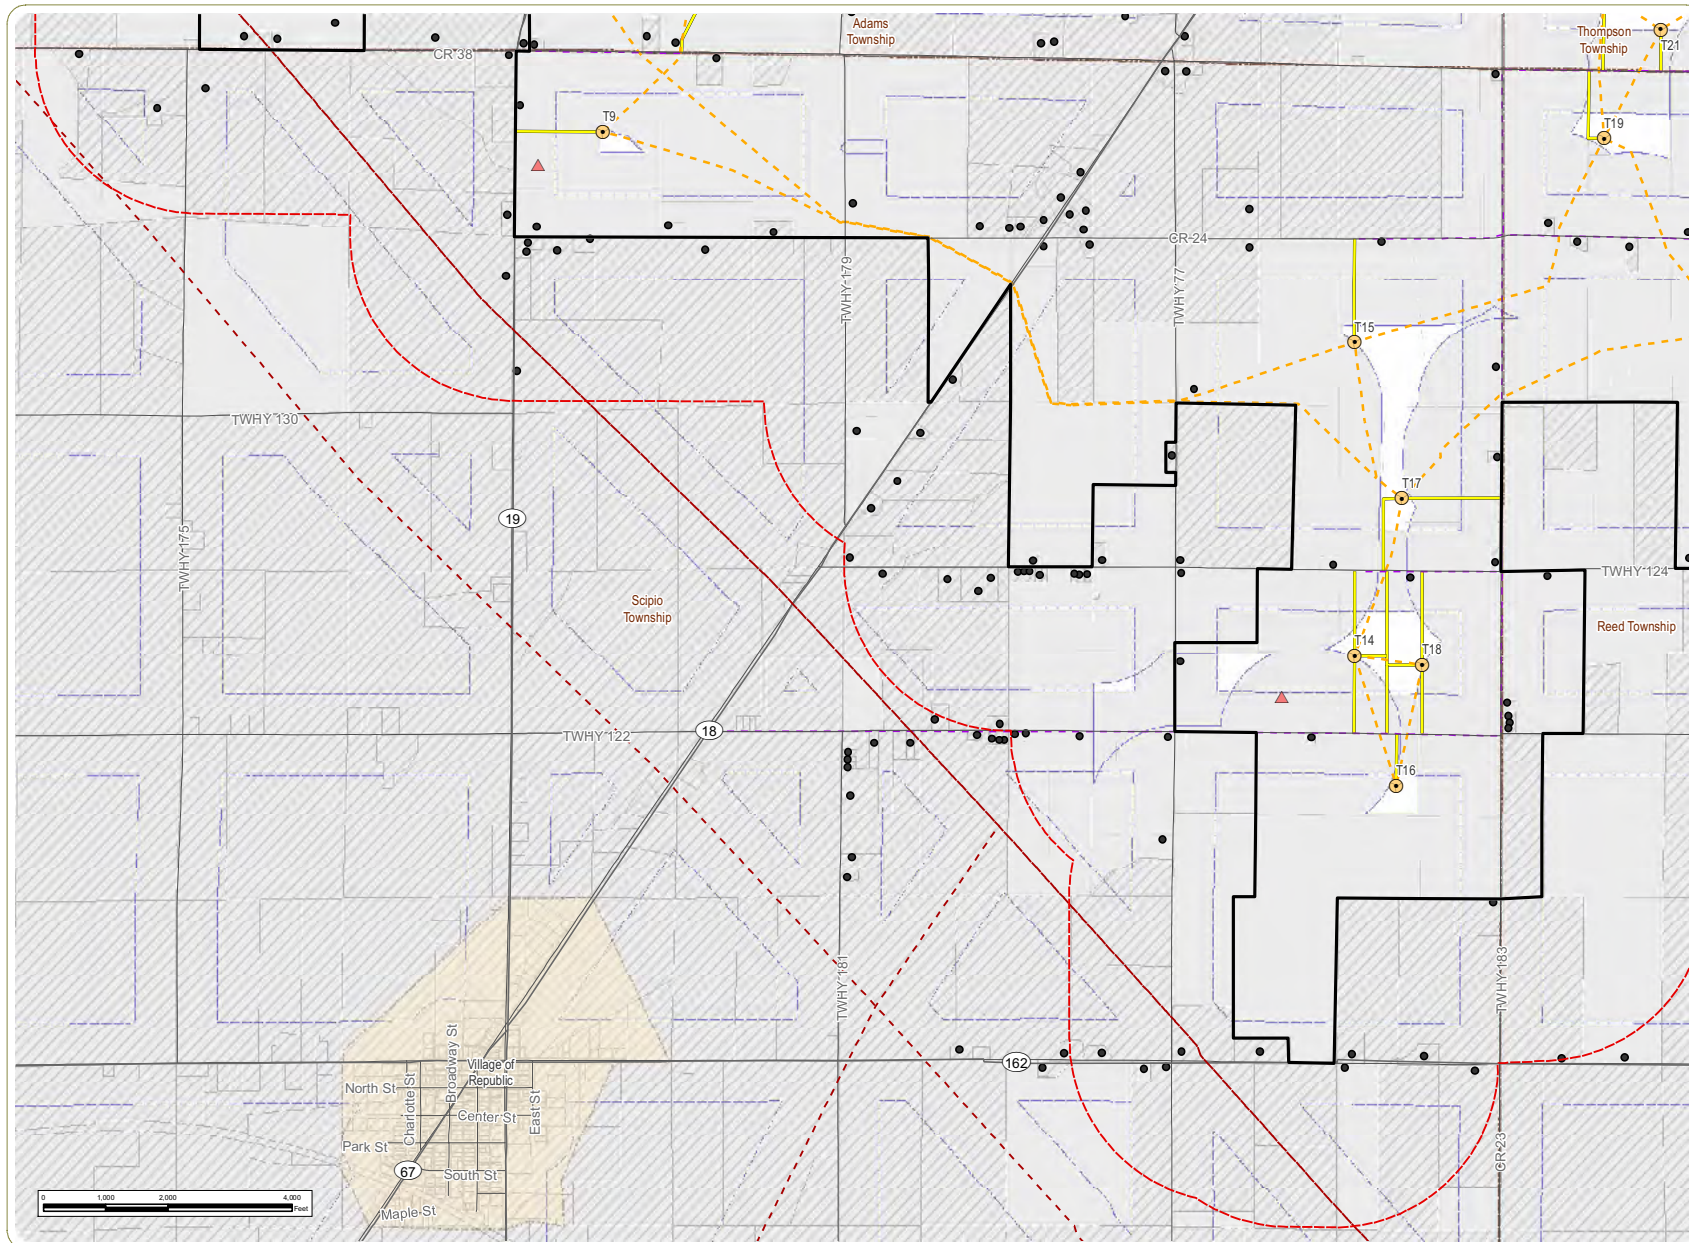 Adams
Township
Thompson
Township
T21
CR 38
T9
T19
CR 24
TWHY 179
TWHY 77
T15
TWHY 130
T17
19
TWHY 175
TWHY 124
Scipio
Township
Reed Township
T14
T18
18
TWHY 122
T16
TWHY 181
TWHY 183
162
Village of
Republic
Broadway St
North St
Charlotte St
East St
Center St
Park St
67
South St
CR 23
Maple St
0 1,000 2,000 4,000
Feet